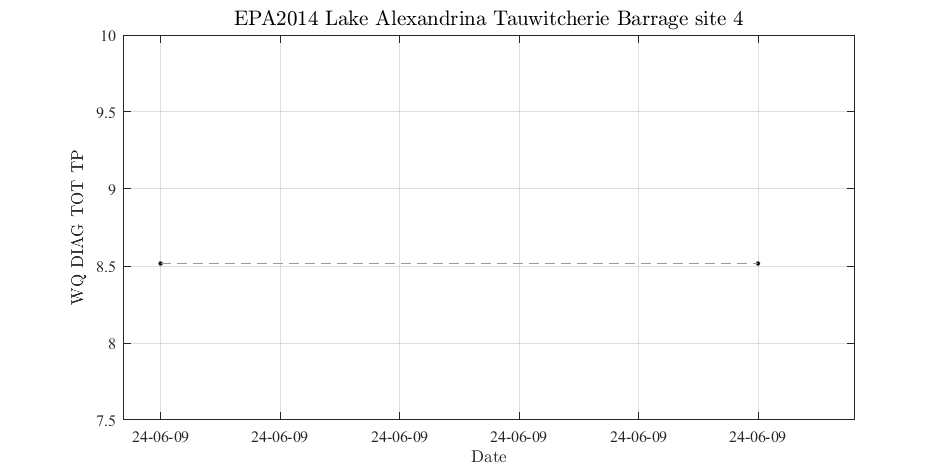 EPA2014 Lake Alexandrina Tauwitcherie Barrage site 4
10
9.5
9
8.5
8
7.5
WQ DIAG TOT TP
24-06-09 24-06-09 24-06-09 24-06-09 24-06-09 24-06-09
Date